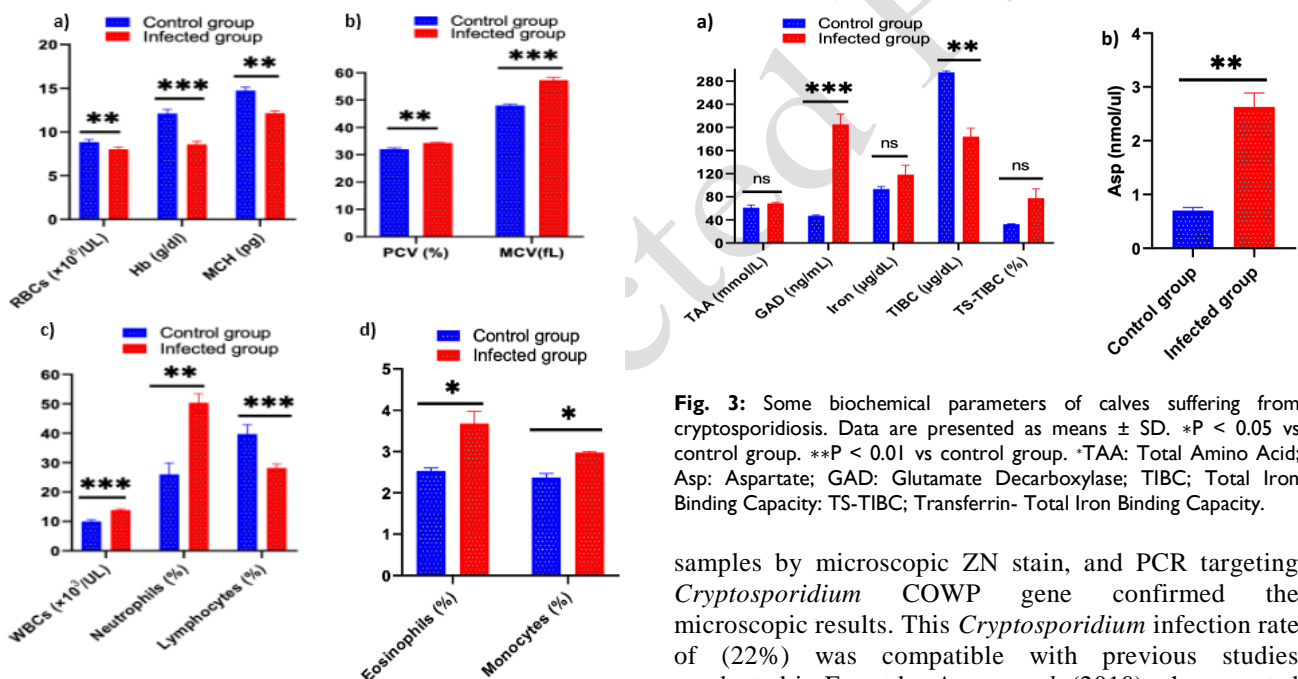 a)
Control group
Infected group
**
***
**
20
15
10
5
0
RBCs (×10⁶/UL)
Hb (g/dl)
MCH (pg)
b)
Control group
Infected group
**
***
60
50
40
30
20
10
0
PCV (%)
MCV(fL)
c)
Control group
Infected group
***
**
***
60
50
40
30
20
10
0
WBCs (×10³/UL)
Neutrophils (%)
Lymphocytes (%)
d)
Control group
Infected group
*
*
5
4
3
2
1
0
Eosinophils (%)
Monocytes (%)
a)
Control group
Infected group
ns
***
ns
**
ns
280
240
200
160
120
80
40
0
TAA (mmol/L)
GAD (ng/mL)
Iron (µg/dL)
TIBC (µg/dL)
TS-TIBC (%)
b)
**
Asp (nmol/ul)
4
3
2
1
0
Control group
Infected group
Fig. 3: Some biochemical parameters of calves suffering from
cryptosporidiosis. Data are presented as means ± SD. *P < 0.05 vs
control group. **P < 0.01 vs control group. *TAA: Total Amino Acid;
Asp: Aspartate; GAD: Glutamate Decarboxylase; TIBC; Total Iron
Binding Capacity: TS-TIBC; Transferrin- Total Iron Binding Capacity.
samples by microscopic ZN stain, and PCR targeting
Cryptosporidium COWP gene confirmed the
microscopic results. This Cryptosporidium infection rate
of (22%) was compatible with previous studies